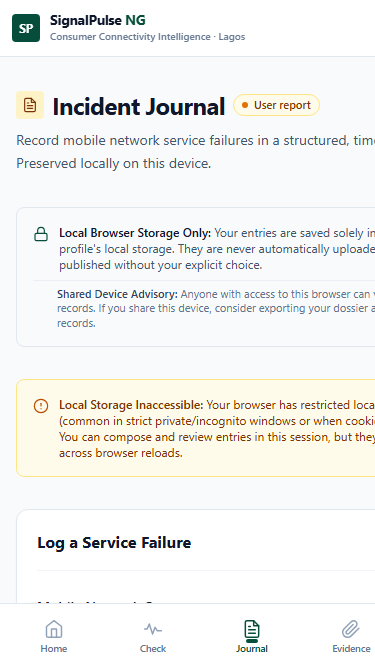 SP
SignalPulse NG
Consumer Connectivity Intelligence · Lagos
Incident Journal
User report
Record mobile network service failures in a structured,
Preserved locally on this device.
Local Browser Storage Only: Your entries are saved solely in
profile's local storage. They are never automatically
published without your explicit choice.
Shared Device Advisory: Anyone with access to this browser can
records. If you share this device, consider exporting your dossier
records.
Local Storage Inaccessible: Your browser has restricted
(common in strict private/incognito windows or when
You can compose and review entries in this session, but they
across browser reloads.
Log a Service Failure
Home
Check
Journal
Evidence